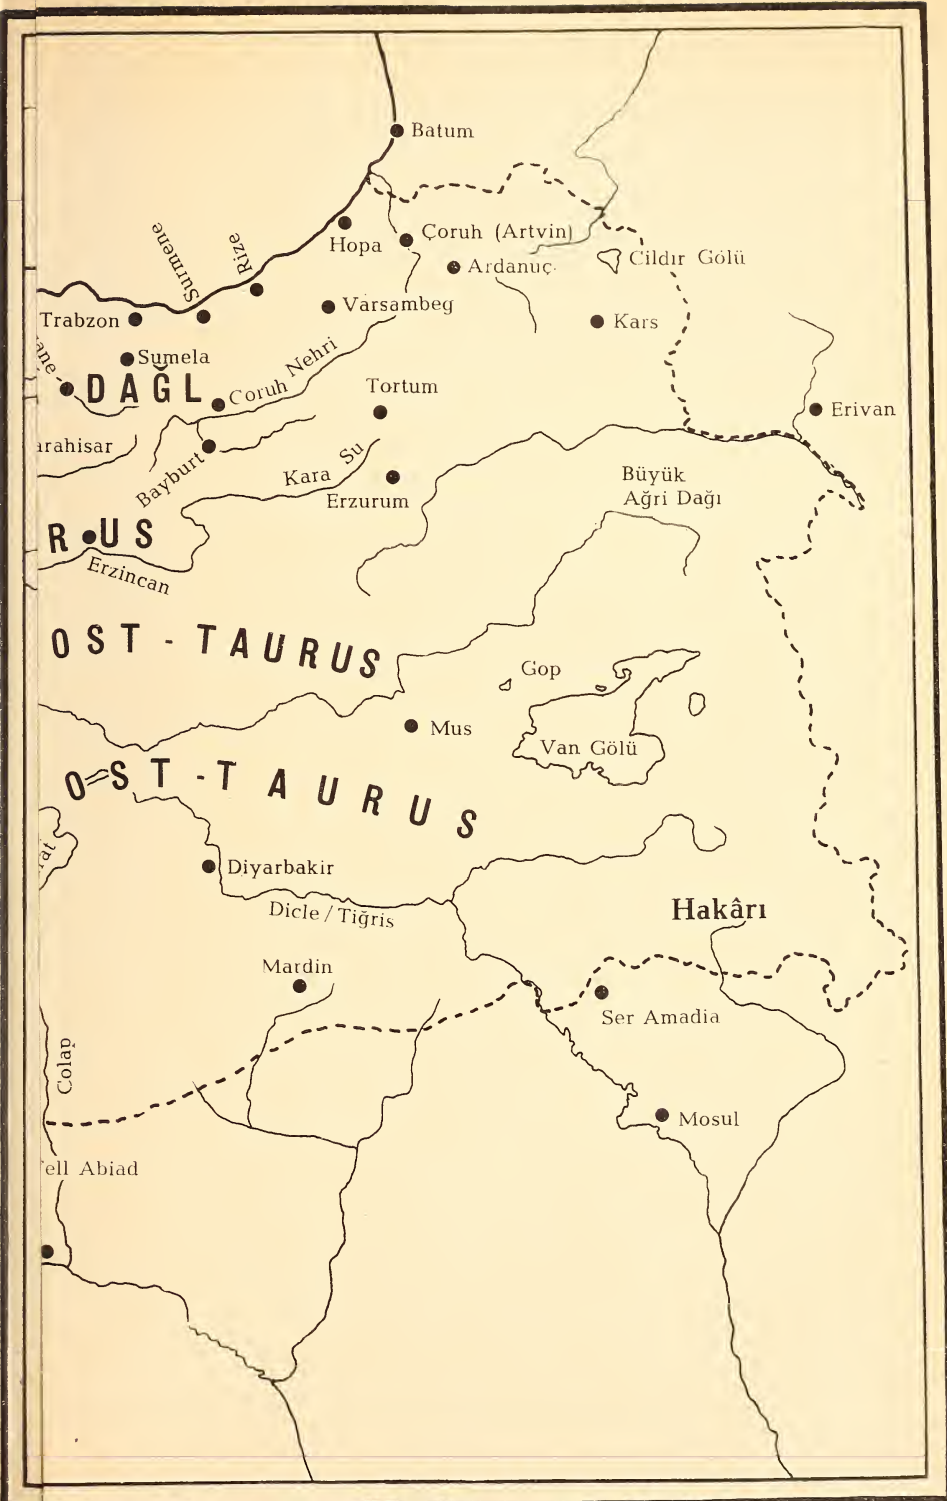 Batum
Surmene
Rize
Hopa
Çoruh (Artvin)
Ardanuç
Cildır Gölü
Trabzon
Varsambeg
Kars
Sumela
DAĞL
Coruh Nehri
Tortum
Erivan
arahisar
Bayburt
Kara Su
Erzurum
Büyük
Ağri Dağı
RUS
Erzincan
OST-TAURUS
Gop
Mus
Van Gölü
OST-TAURUS
Diyarbakir
Dicle / Tiğris
Hakârı
Mardin
Ser Amadia
Colap
Mosul
ell Abiad